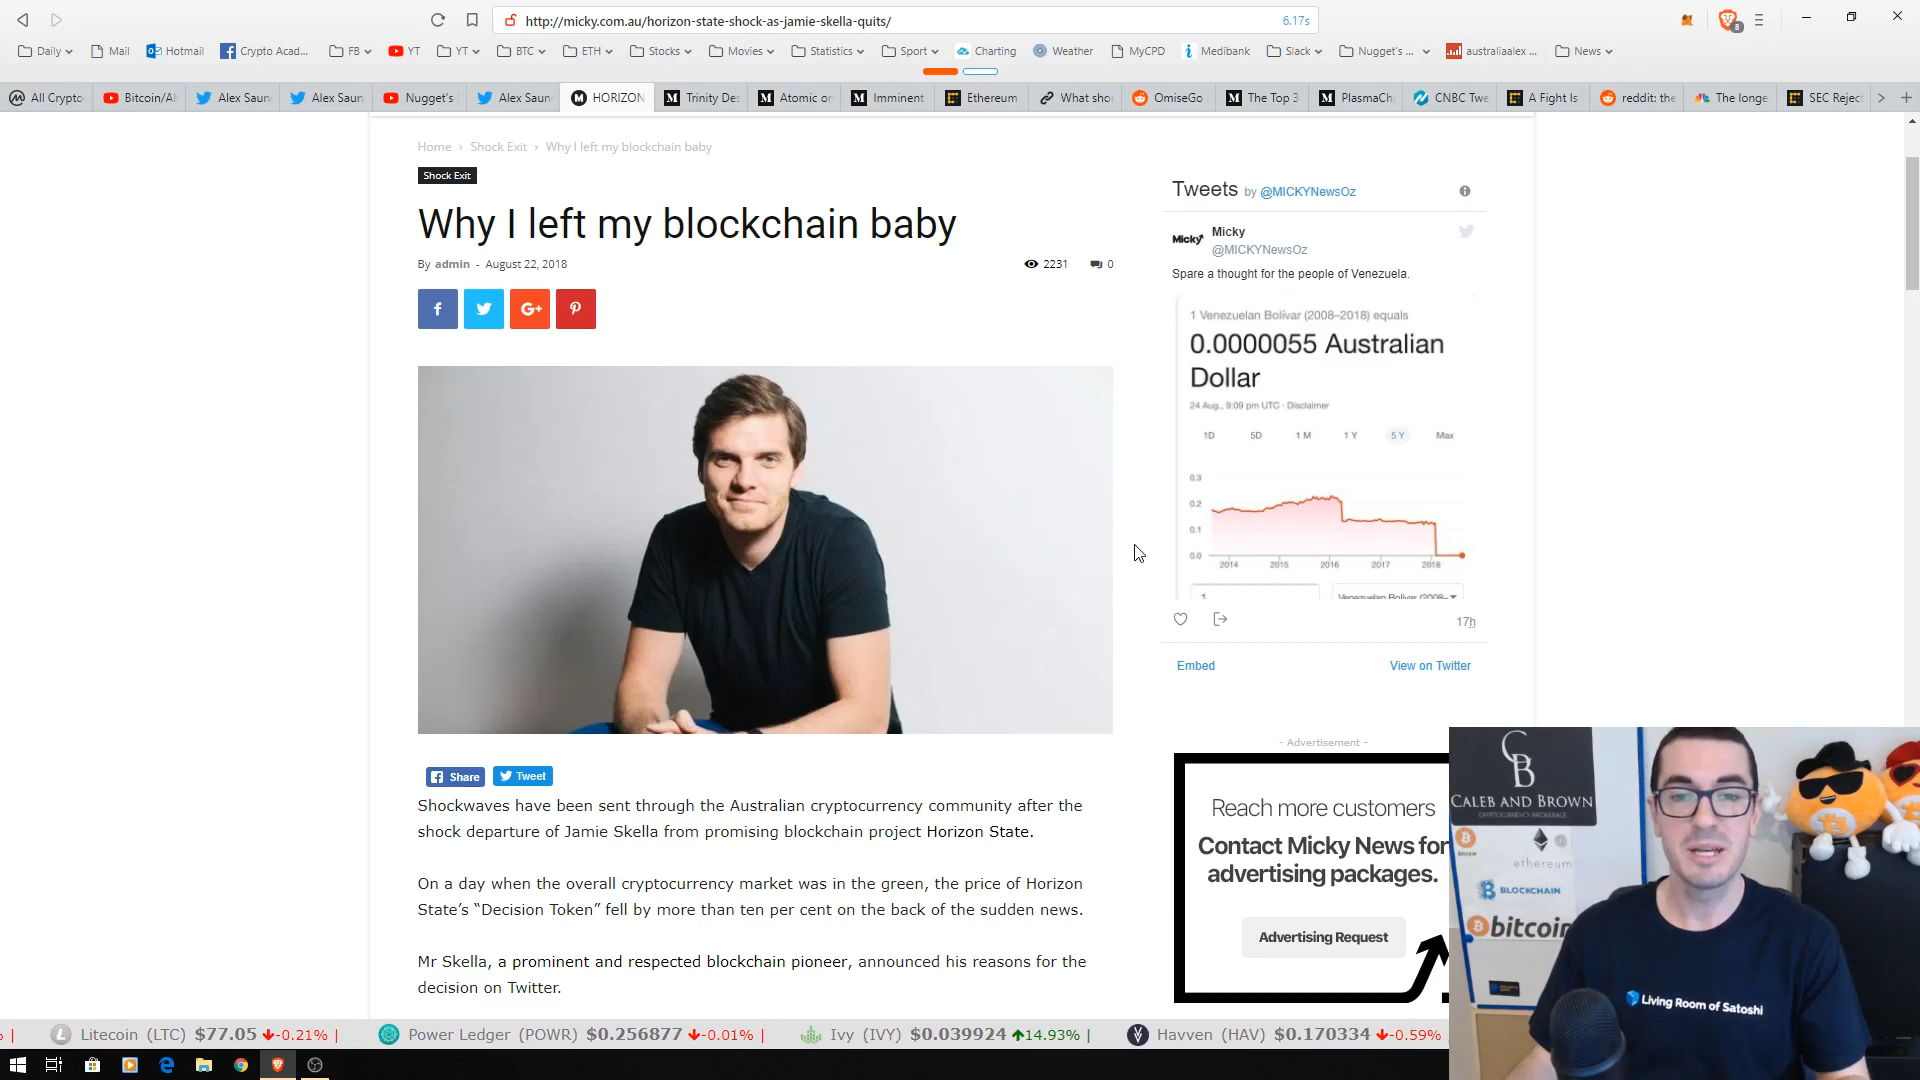 http://micky.com.au/horizon-state-shock-as-jamie-skella-quits/
6.17s
8
Daily
Mail
Hotmail
Crypto Acad...
FB
YT
YT
BTC
ETH
Stocks
Movies
Statistics
Sport
Charting
Weather
MyCPD
Medibank
Slack
Nugget's ...
australiaalex ...
News
All Crypto
Bitcoin/Al
Alex Saun
Alex Saun
Nugget's
Alex Saun
HORIZON
Trinity De
Atomic or
Imminent
Ethereum
What sho
OmiseGo
The Top 3
PlasmaCh
CNBC Twe
A Fight Is
reddit: the
The longe
SEC Rejec
Home › Shock Exit › Why I left my blockchain baby
Shock Exit
Why I left my blockchain baby
By admin - August 22, 2018
2231
0
Share
Tweet
Shockwaves have been sent through the Australian cryptocurrency community after the
shock departure of Jamie Skella from promising blockchain project Horizon State.
On a day when the overall cryptocurrency market was in the green, the price of Horizon
State's “Decision Token” fell by more than ten per cent on the back of the sudden news.
Mr Skella, a prominent and respected blockchain pioneer, announced his reasons for the
decision on Twitter.
Tweets by @MICKYNewsOz
Micky
Micky
@MICKYNewsOz
Spare a thought for the people of Venezuela.
1 Venezuelan Bolívar (2008–2018) equals
0.0000055 Australian
Dollar
24 Aug., 9:09 pm UTC · Disclaimer
1D 5D 1 M 1 Y 5 Y Max
0.3
0.2
0.1
0.0
2014 2015 2016 2017 2018
1
Venezuelan Bolívar (2008–
17h
Embed
View on Twitter
- Advertisement -
Reach more customers
Contact Micky News for
advertising packages.
Advertising Request
CB
CALEB AND BROWN
CRYPTOCURRENCY BROKERAGE
bitcoin
ethereum
BLOCKCHAIN
bitcoin
Living Room of Satoshi
Litecoin (LTC) $77.05 -0.21% |
Power Ledger (POWR) $0.256877 -0.01% |
Ivy (IVY) $0.039924 14.93% |
Havven (HAV) $0.170334 -0.59%